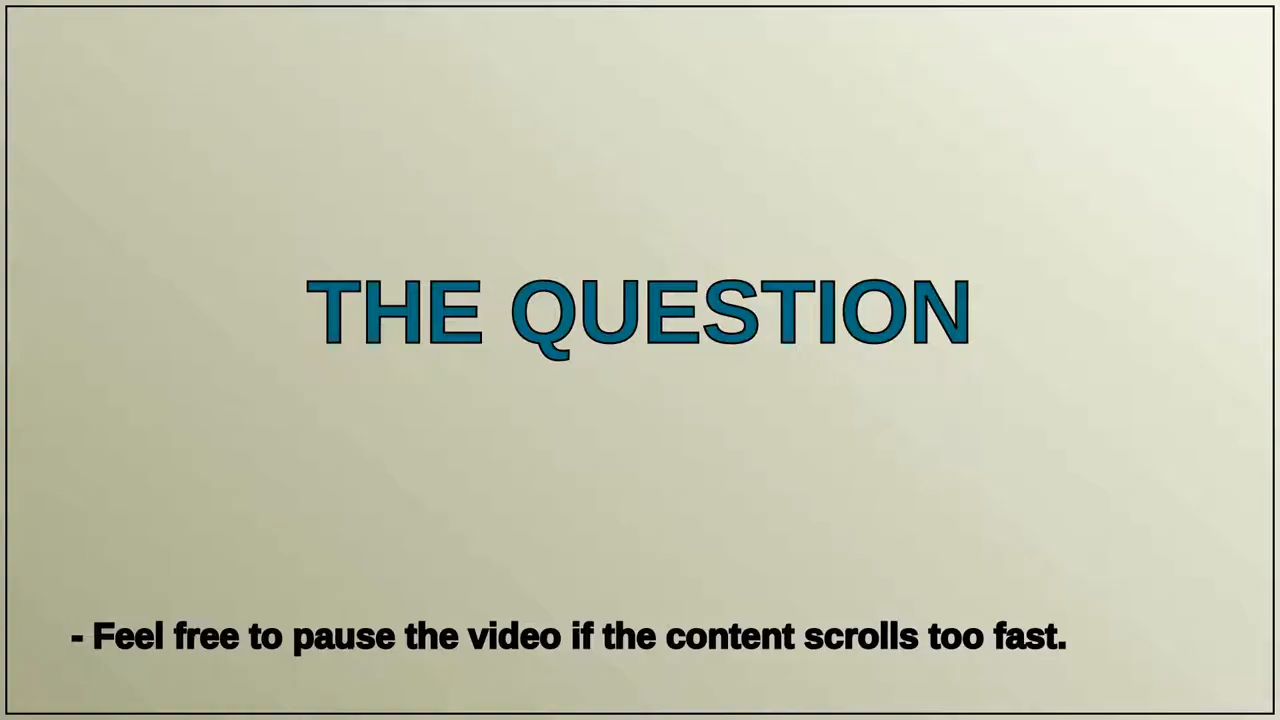 THE QUESTION
- Feel free to pause the video if the content scrolls too fast.